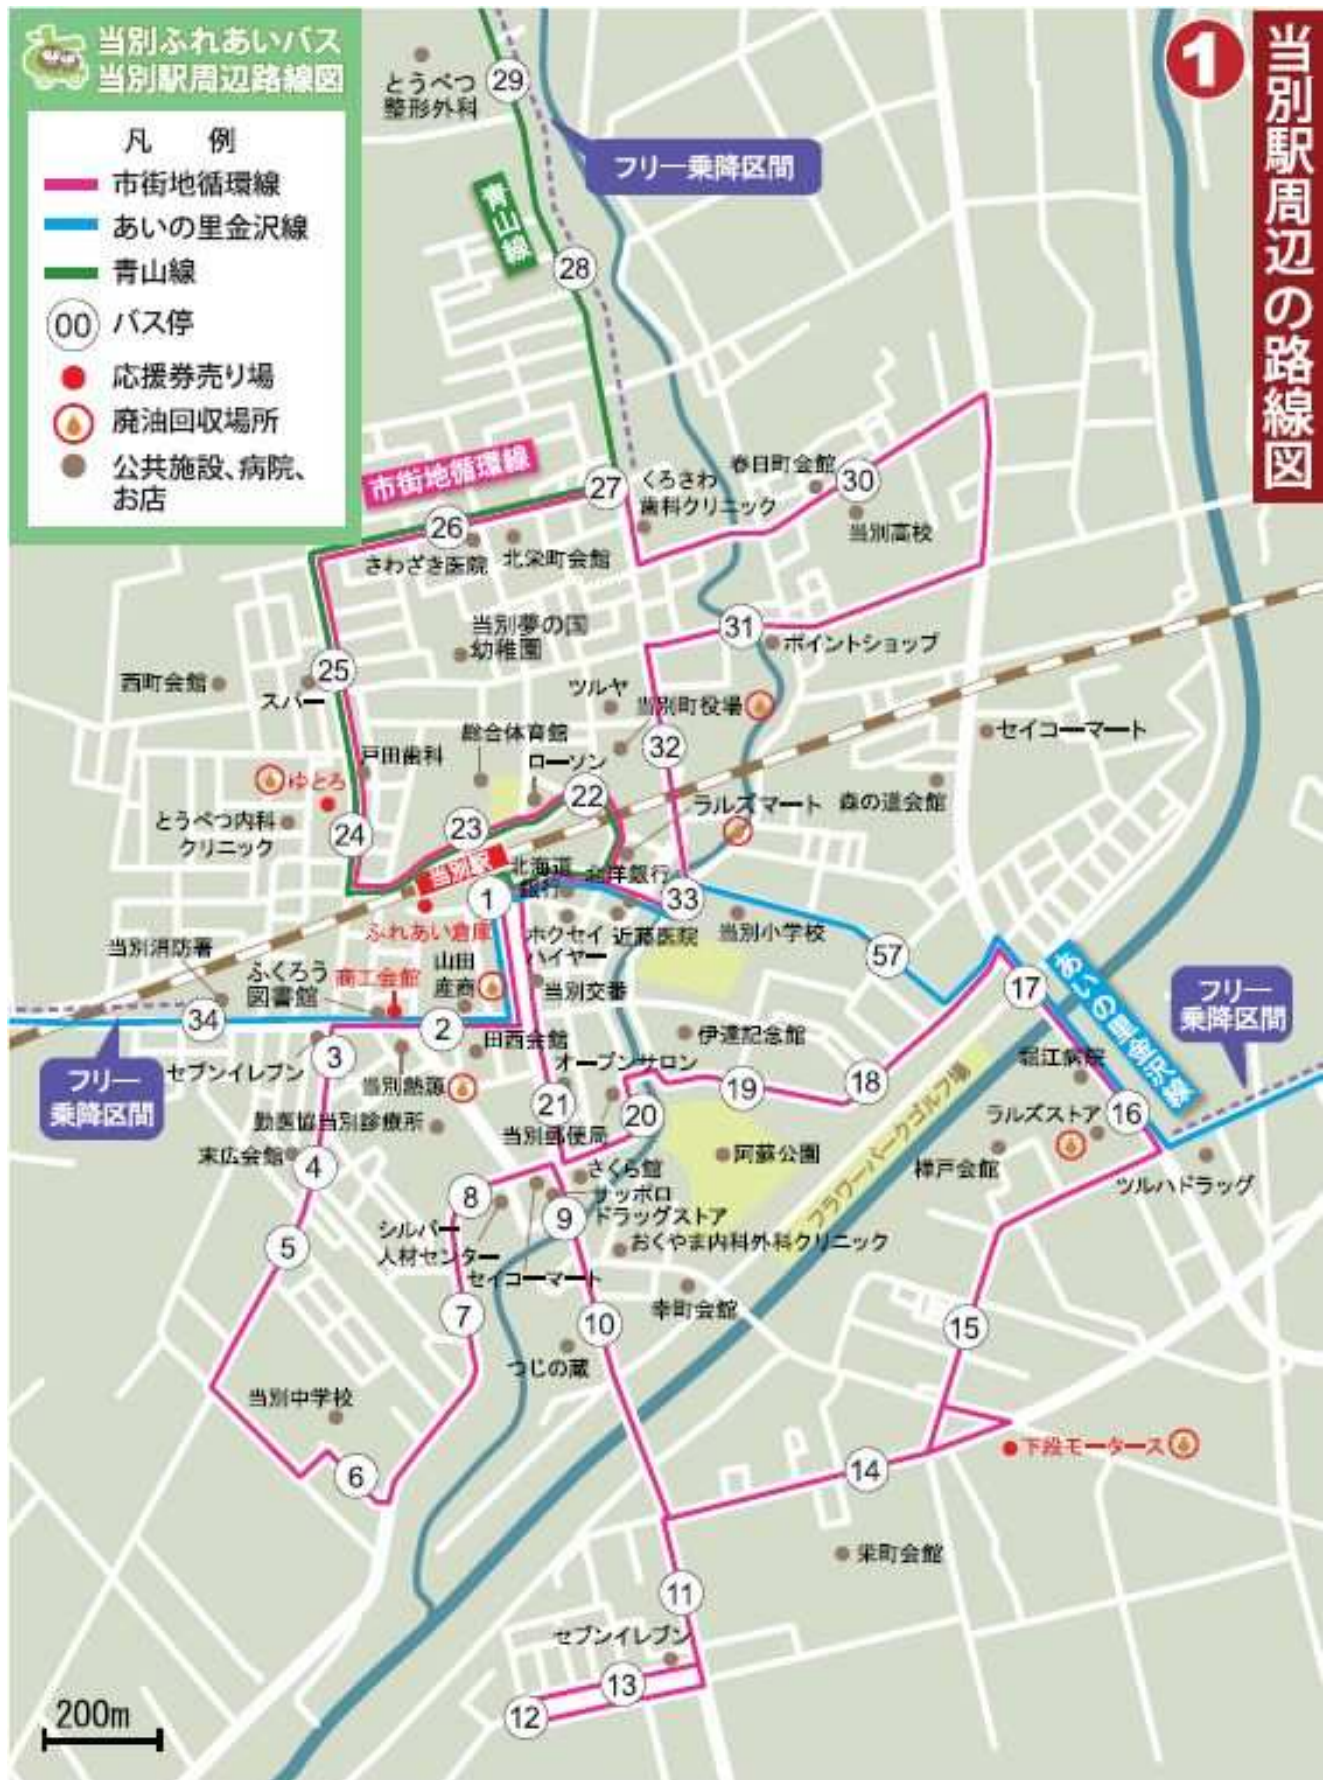 当別ふれあいバス
当別駅周辺路線図
凡 例
市街地循環線
あいの里金沢線
青山線
00 バス停
応援券売り場
廃油回収場所
公共施設、病院、
お店
1
当別駅周辺の路線図
とうべつ
整形外科
29
フリー乗降区間
青山線
28
市街地循環線
27
くろさわ
歯科クリニック
春日町会館
30
当別高校
26
さわざき医院
北栄町会館
当別夢の国
幼稚園
31
ポイントショップ
25
西町会館
スパー
ツルヤ
当別町役場
32
セイコーマート
総合体育館
ローソン
戸田歯科
ゆとろ
22
ラルズマート
森の道会館
とうべつ内科
クリニック
24
23
当別駅
北海道
銀行
北洋銀行
1
33
ふれあい倉庫
ホクセイ
ハイヤー
近藤医院
当別小学校
57
当別消防署
ふくろう
図書館
商工会館
山田
産商
当別交番
17
あいの里金沢線
フリー
乗降区間
34
2
田西会館
伊達記念館
堀江病院
3
セブンイレブン
フリー
乗降区間
当別熱源
オープンサロン
19
18
21
20
16
ラルズストア
勤医協当別診療所
当別郵便局
末広会館
4
阿蘇公園
樺戸会館
ツルハドラッグ
フラワーパークゴルフ場
8
さくら館
サッポロ
ドラッグストア
9
シルバー
人材センター
おくやま内科外科クリニック
セイコーマート
5
7
10
幸町会館
15
つじの蔵
当別中学校
6
14
下段モータース
栄町会館
11
セブンイレブン
13
12
200m